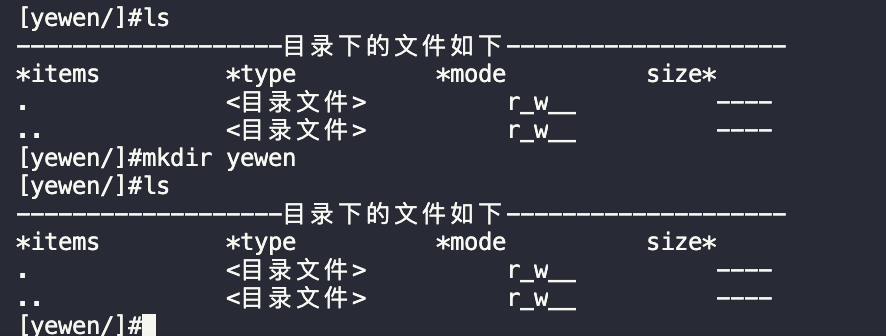 [yewen/]#ls
-------------------目录下的文件如下--------------------
*items *type *mode size*
. <目录文件> r_w__ ----
.. <目录文件> r_w__ ----
[yewen/]#mkdir yewen
[yewen/]#ls
-------------------目录下的文件如下--------------------
*items *type *mode size*
. <目录文件> r_w__ ----
.. <目录文件> r_w__ ----
[yewen/]#